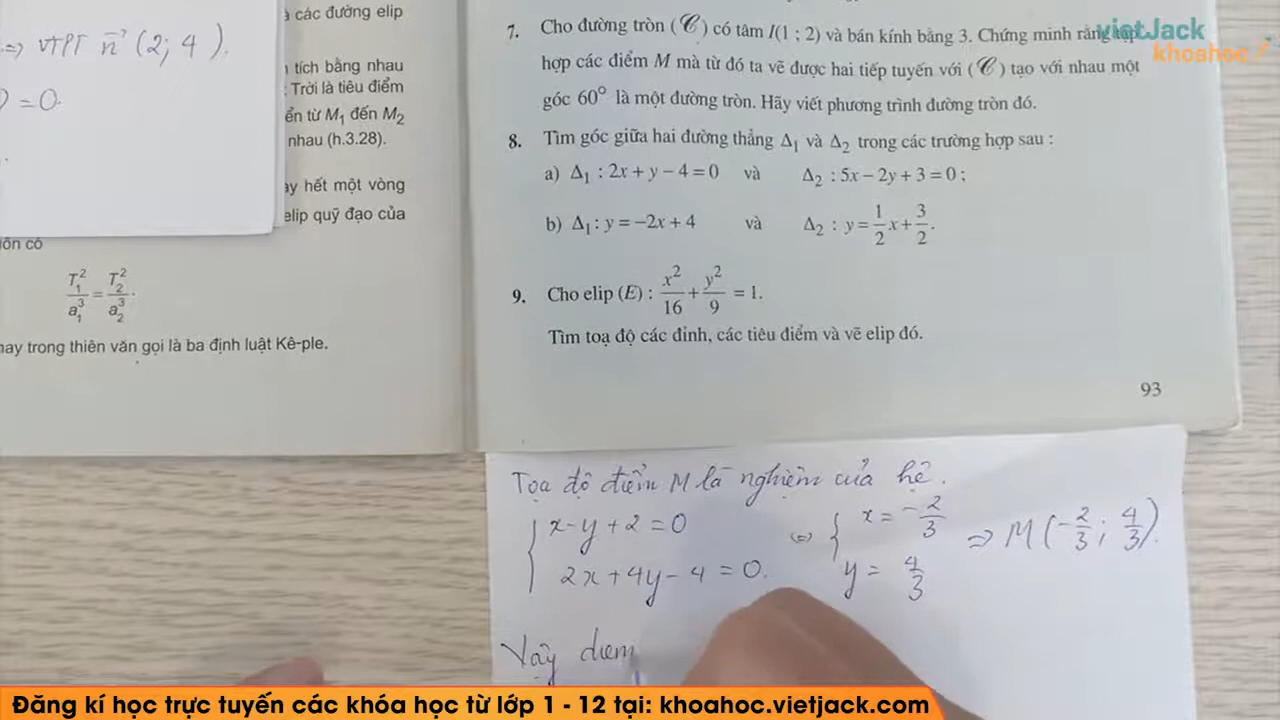 ⇒ VTPT n⃗ (2; 4).
) = 0.
các đường elip
tích bằng nhau
Trời là tiêu điểm
ển từ M₁ đến M₂
nhau (h.3.28).
ay hết một vòng
elip quỹ đạo của
ôn có
T₁²/a₁³ = T₂²/a₂³.
nay trong thiên văn gọi là ba định luật Kê-ple.
vietJack
khoahoc
7. Cho đường tròn (𝒞) có tâm I(1 ; 2) và bán kính bằng 3. Chứng minh rằng tập
hợp các điểm M mà từ đó ta vẽ được hai tiếp tuyến với (𝒞) tạo với nhau một
góc 60° là một đường tròn. Hãy viết phương trình đường tròn đó.
8. Tìm góc giữa hai đường thẳng Δ₁ và Δ₂ trong các trường hợp sau :
a) Δ₁ : 2x + y − 4 = 0 và Δ₂ : 5x − 2y + 3 = 0 ;
b) Δ₁ : y = −2x + 4 và Δ₂ : y = 1/2 x + 3/2.
9. Cho elip (E) : x²/16 + y²/9 = 1.
Tìm toạ độ các đỉnh, các tiêu điểm và vẽ elip đó.
93
Tọa độ điểm M là nghiệm của hệ.
{ x - y + 2 = 0 ⇔ { x = -2/3 ⇒ M (-2/3; 4/3).
2x + 4y - 4 = 0. y = 4/3
Vậy diem
Đăng kí học trực tuyến các khóa học từ lớp 1 - 12 tại: khoahoc.vietjack.com